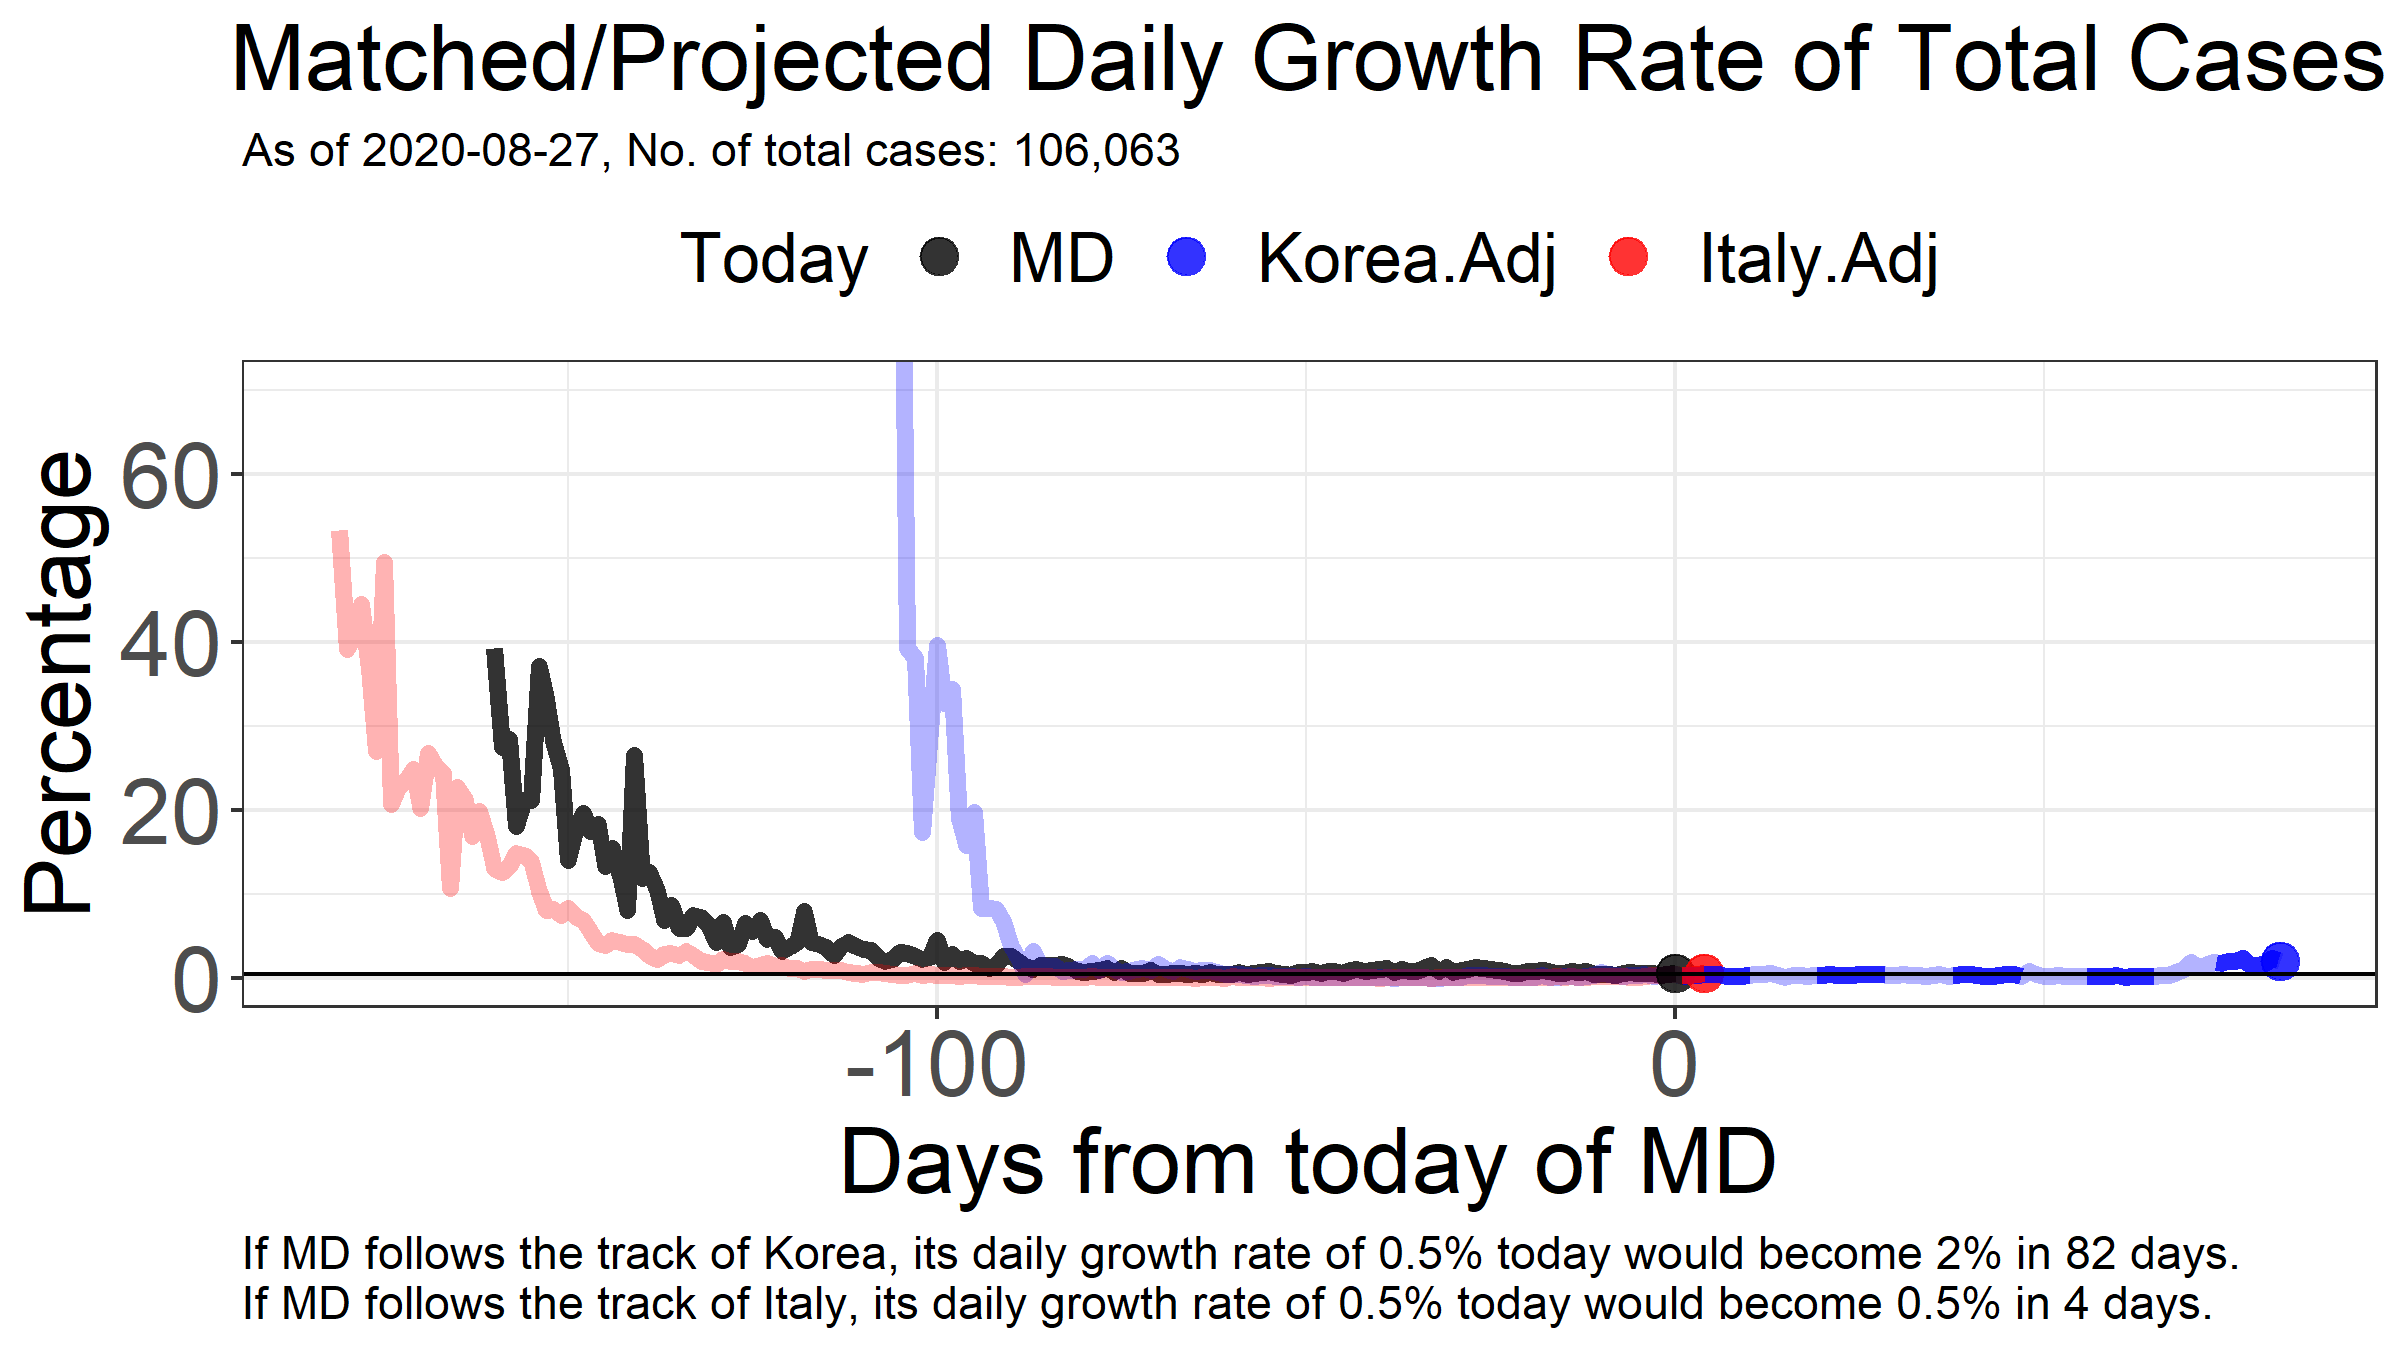 Matched/Projected Daily Growth Rate of Total Cases
As of 2020-08-27, No. of total cases: 106,063
Today MD Korea.Adj Italy.Adj
Percentage
60
40
20
0
-100 0
Days from today of MD
If MD follows the track of Korea, its daily growth rate of 0.5% today would become 2% in 82 days.
If MD follows the track of Italy, its daily growth rate of 0.5% today would become 0.5% in 4 days.